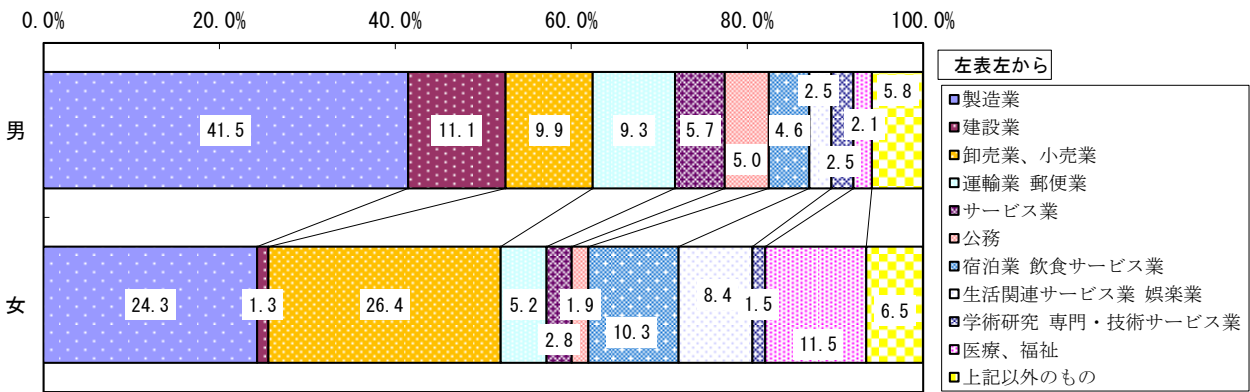 0.0% 20.0% 40.0% 60.0% 80.0% 100.0%
左表左から
男
41.5 11.1 9.9 9.3 5.7 5.0 4.6 2.5 2.5 2.1 5.8
女
24.3 1.3 26.4 5.2 2.8 1.9 10.3 8.4 1.5 11.5 6.5
製造業
建設業
卸売業、小売業
運輸業 郵便業
サービス業
公務
宿泊業 飲食サービス業
生活関連サービス業 娯楽業
学術研究 専門・技術サービス業
医療、福祉
上記以外のもの